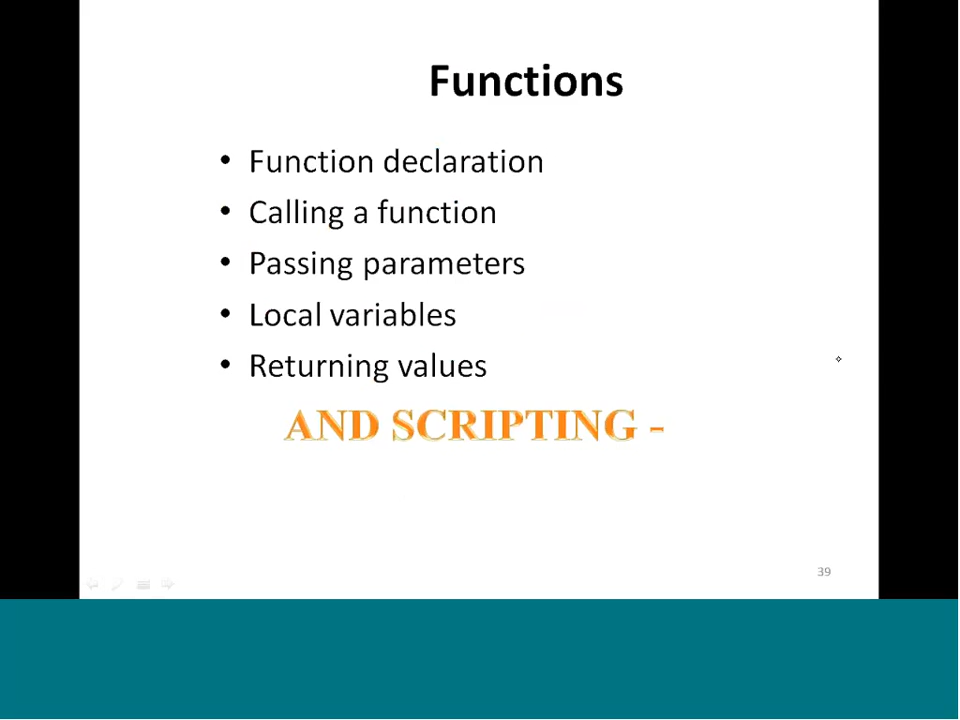 Functions
• Function declaration
• Calling a function
• Passing parameters
• Local variables
• Returning values
AND SCRIPTING -
39